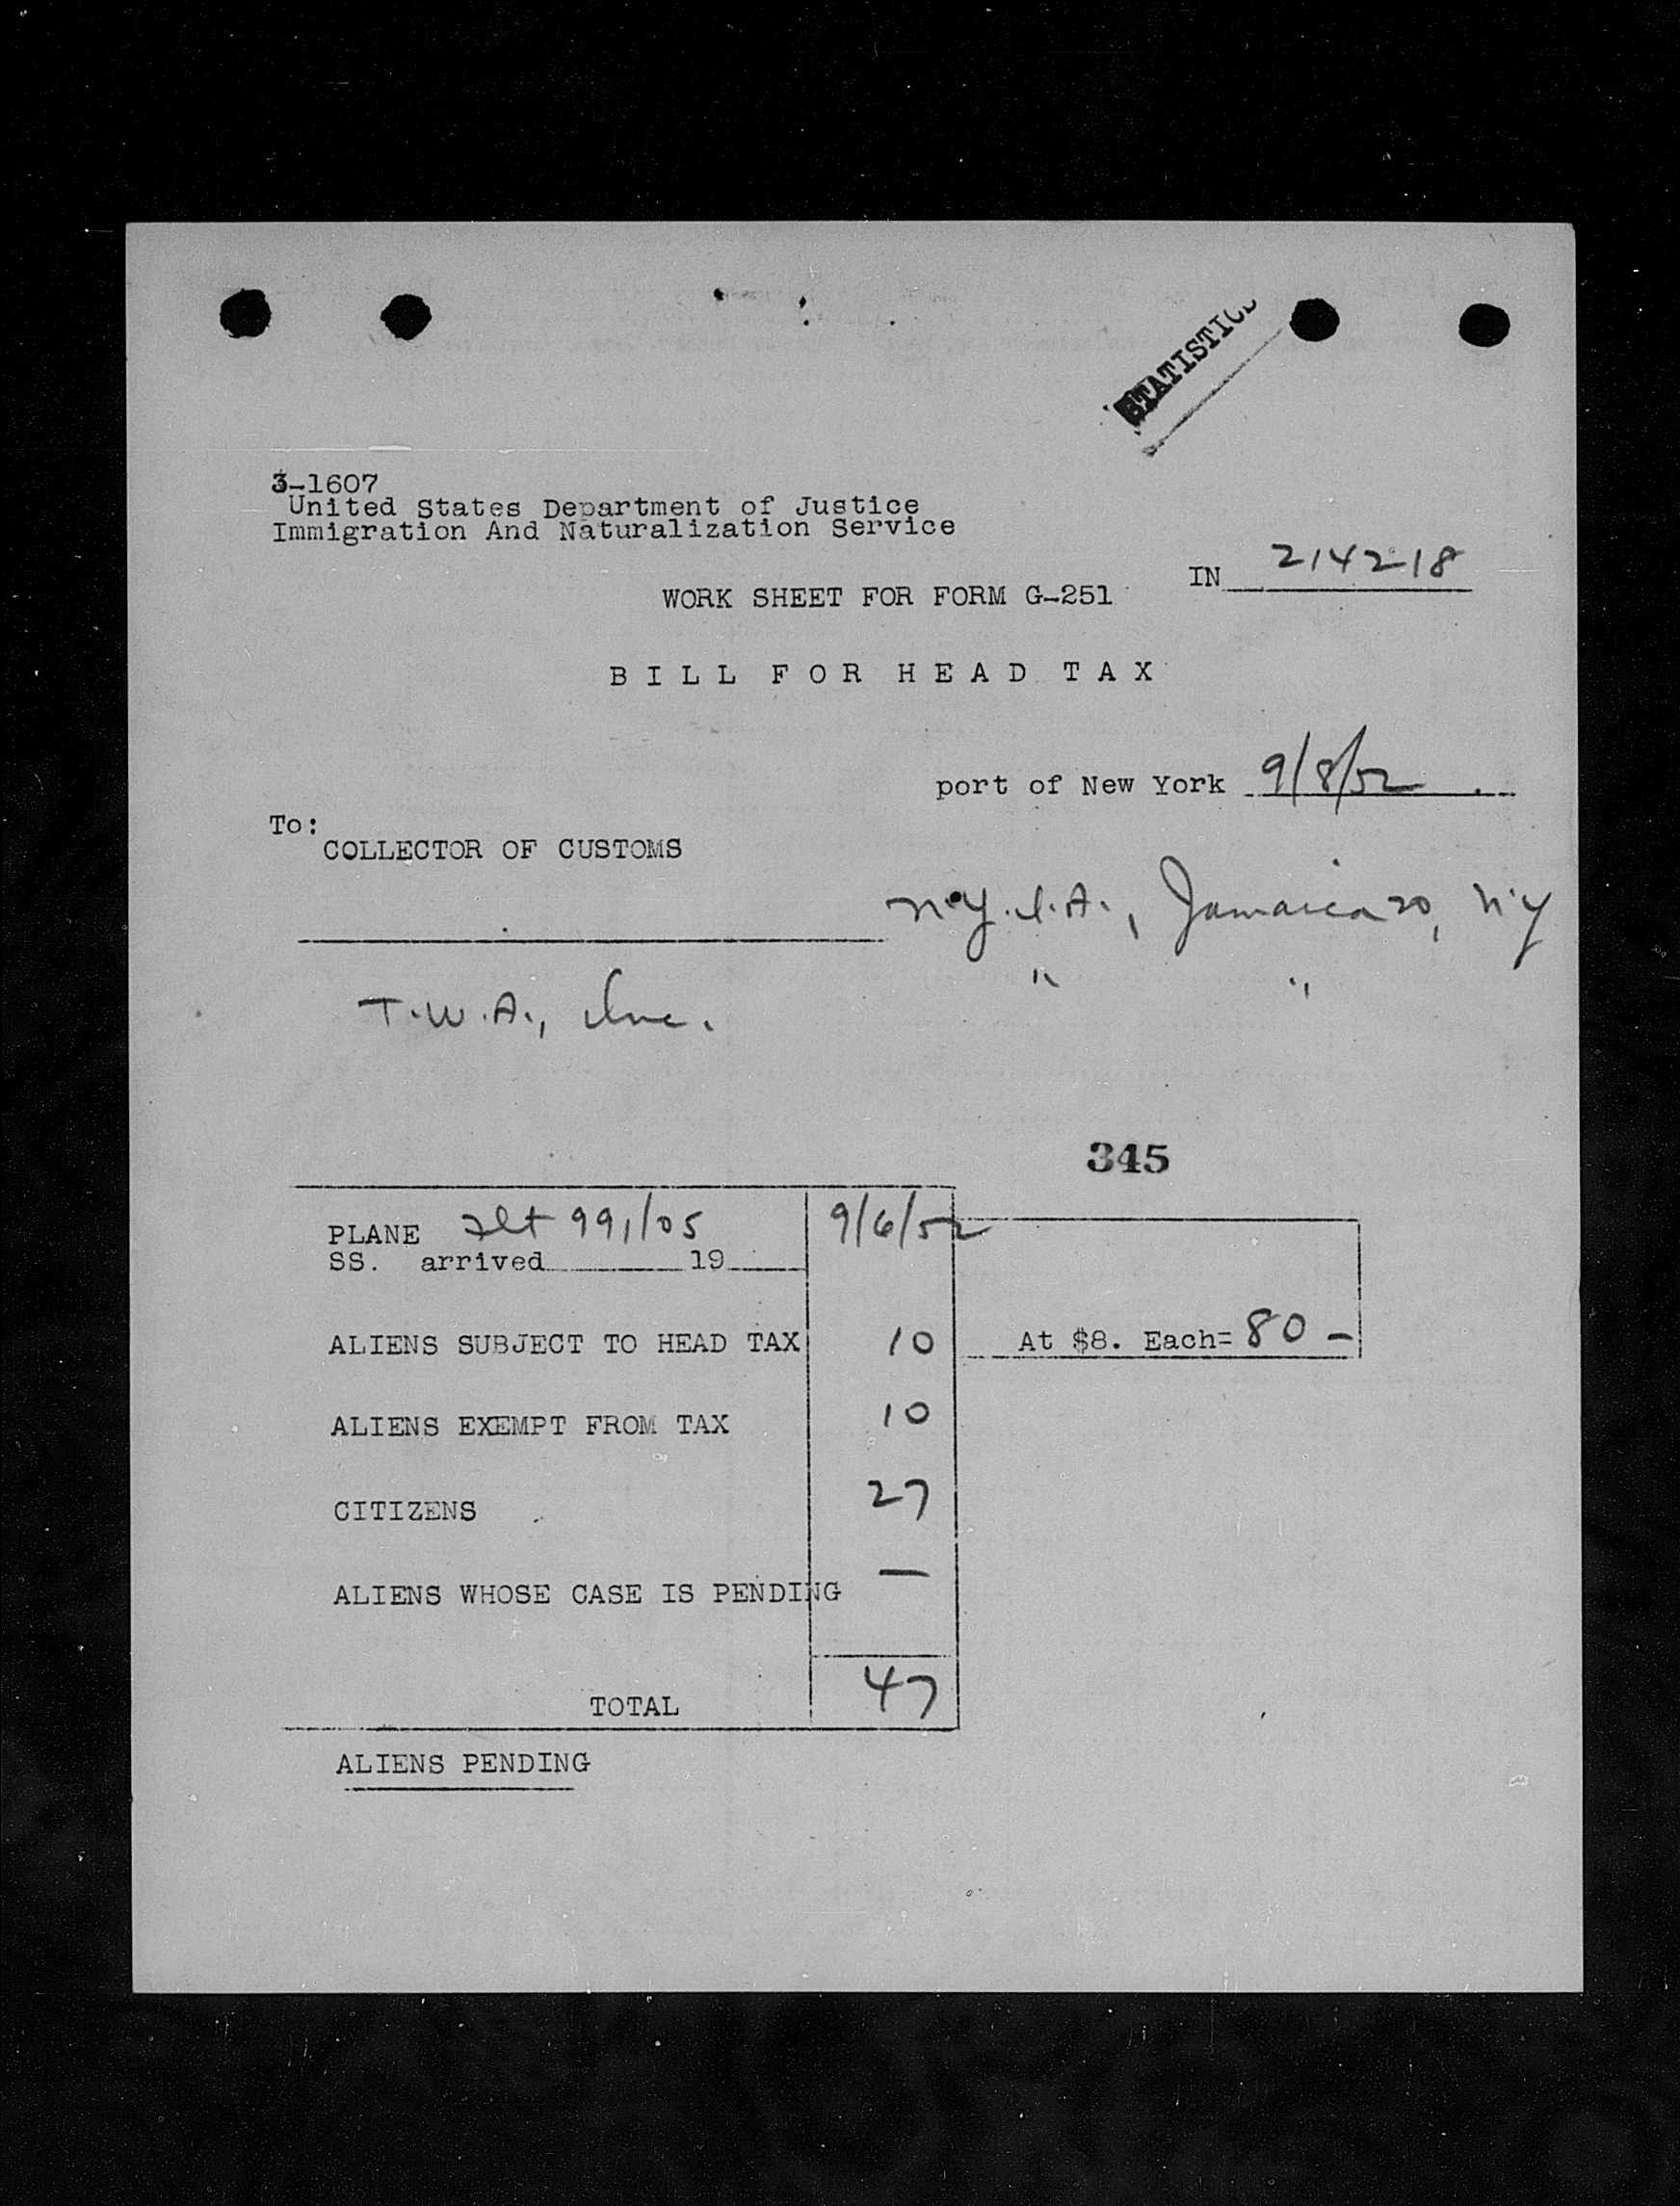 STATISTICS
3-1607
United States Department of Justice
Immigration And Naturalization Service
IN 214218
WORK SHEET FOR FORM G-251
BILL FOR HEAD TAX
port of New York 9/8/52
To:
COLLECTOR OF CUSTOMS
N.Y.I.A., Jamaica 20, N.Y
" "
T.W.A., Inc.
345
PLANE flt 991/05 9/6/52
SS. arrived 19
ALIENS SUBJECT TO HEAD TAX 10 At $8. Each= 80 —
ALIENS EXEMPT FROM TAX 10
CITIZENS 27
ALIENS WHOSE CASE IS PENDING —
TOTAL 47
ALIENS PENDING